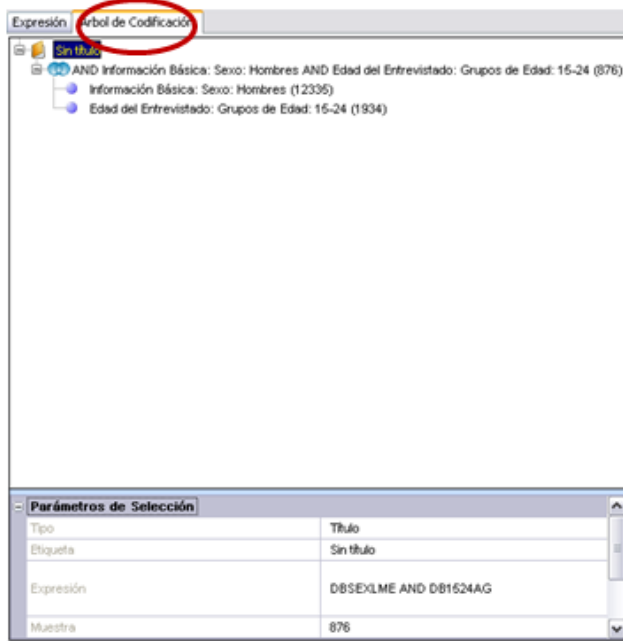 Expresión Arbol de Codificación
Sin título
AND Información Básica: Sexo: Hombres AND Edad del Entrevistado: Grupos de Edad: 15-24 (876)
Información Básica: Sexo: Hombres (12335)
Edad del Entrevistado: Grupos de Edad: 15-24 (1934)
Parámetros de Selección
Tipo Título
Etiqueta Sin título
Expresión DBSEXLME AND DB1524AG
Muestra 876